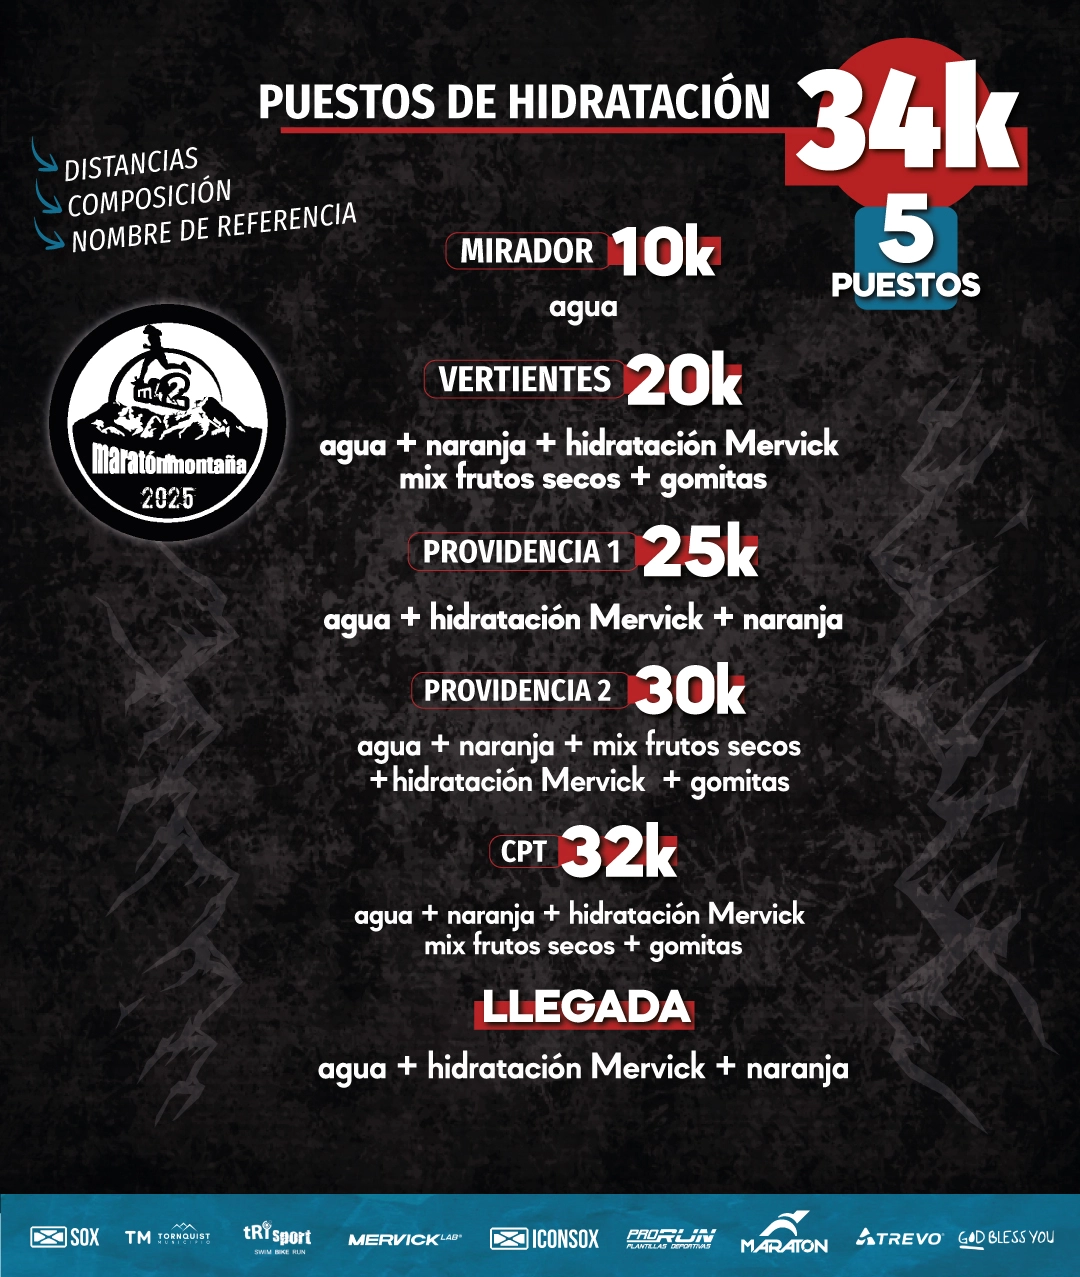 PUESTOS DE HIDRATACIÓN
34k
5
PUESTOS
DISTANCIAS
COMPOSICIÓN
NOMBRE DE REFERENCIA
MIRADOR 10k
agua
m42
maratónmontaña
2025
VERTIENTES 20k
agua + naranja + hidratación Mervick
mix frutos secos + gomitas
PROVIDENCIA 1 25k
agua + hidratación Mervick + naranja
PROVIDENCIA 2 30k
agua + naranja + mix frutos secos
+hidratación Mervick + gomitas
CPT 32k
agua + naranja + hidratación Mervick
mix frutos secos + gomitas
LLEGADA
agua + hidratación Mervick + naranja
SOX
TM TORNQUIST
MUNICIPIO
tRI sport
SWIM BIKE RUN
MERVICK LAB®
ICONSOX
PRORUN
PLANTILLAS DEPORTIVAS
MARATON
ATREVO
GOD BLESS YOU